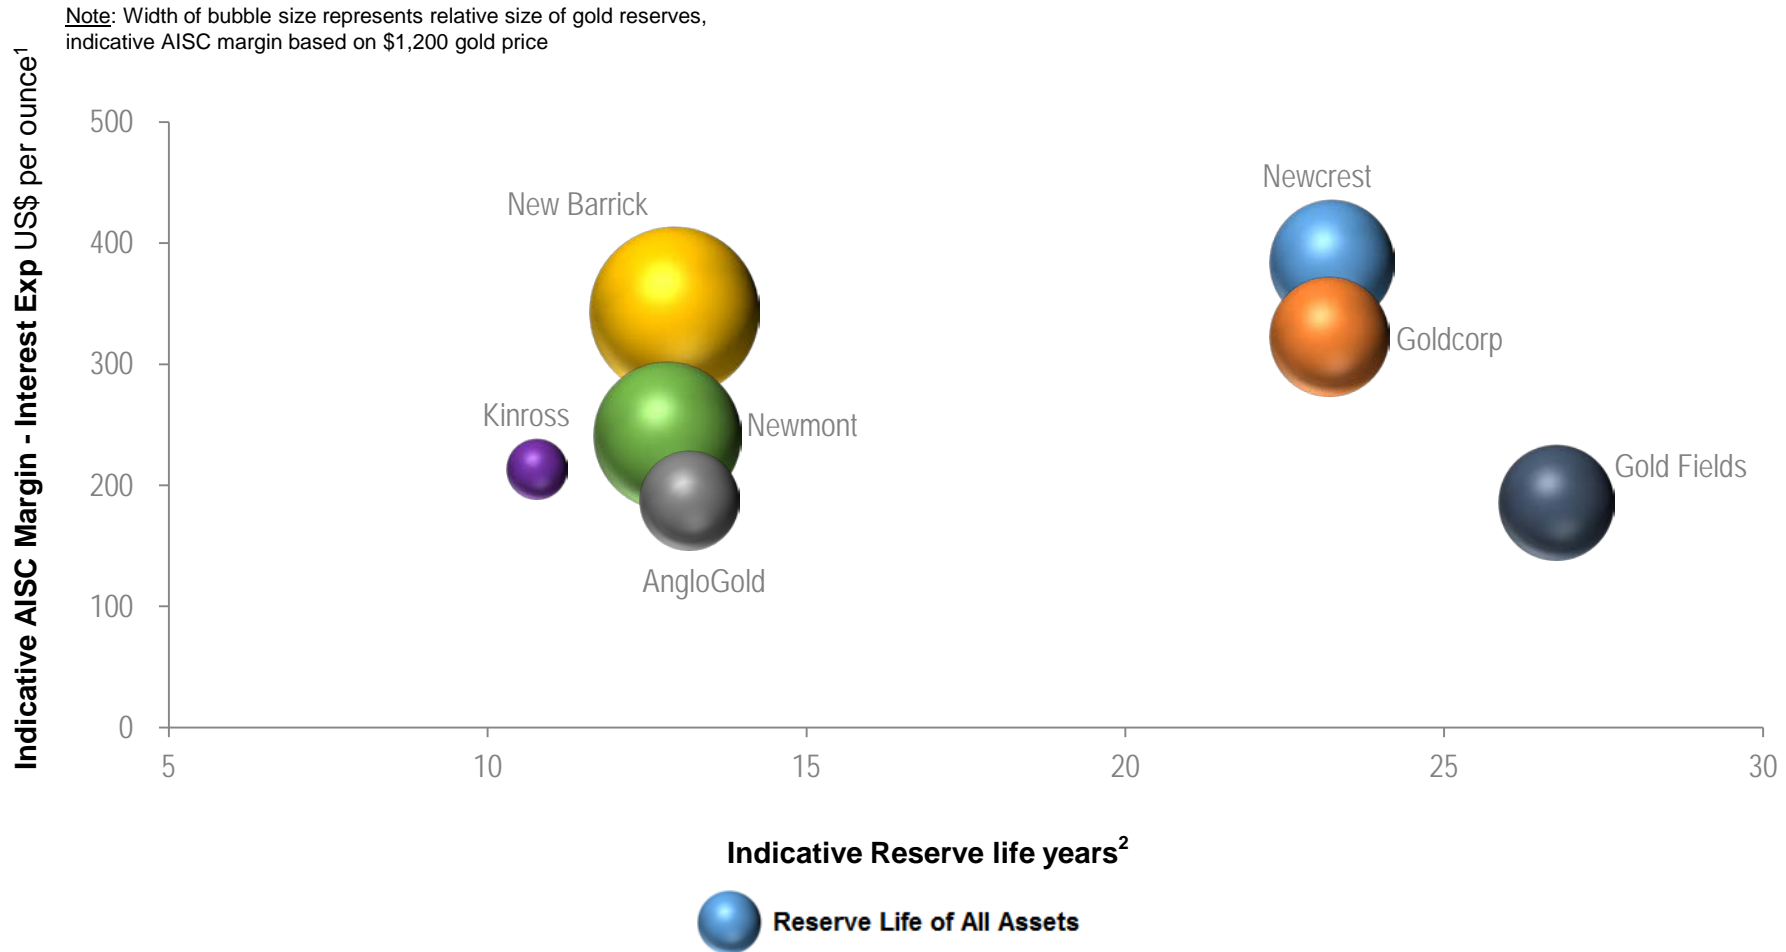 Note: Width of bubble size represents relative size of gold reserves,
indicative AISC margin based on $1,200 gold price
Indicative AISC Margin - Interest Exp US$ per ounce1
500
400
300
200
100
0
New Barrick
Newcrest
Goldcorp
Kinross
Newmont
Gold Fields
AngloGold
5 10 15 20 25 30
Indicative Reserve life years2
Reserve Life of All Assets